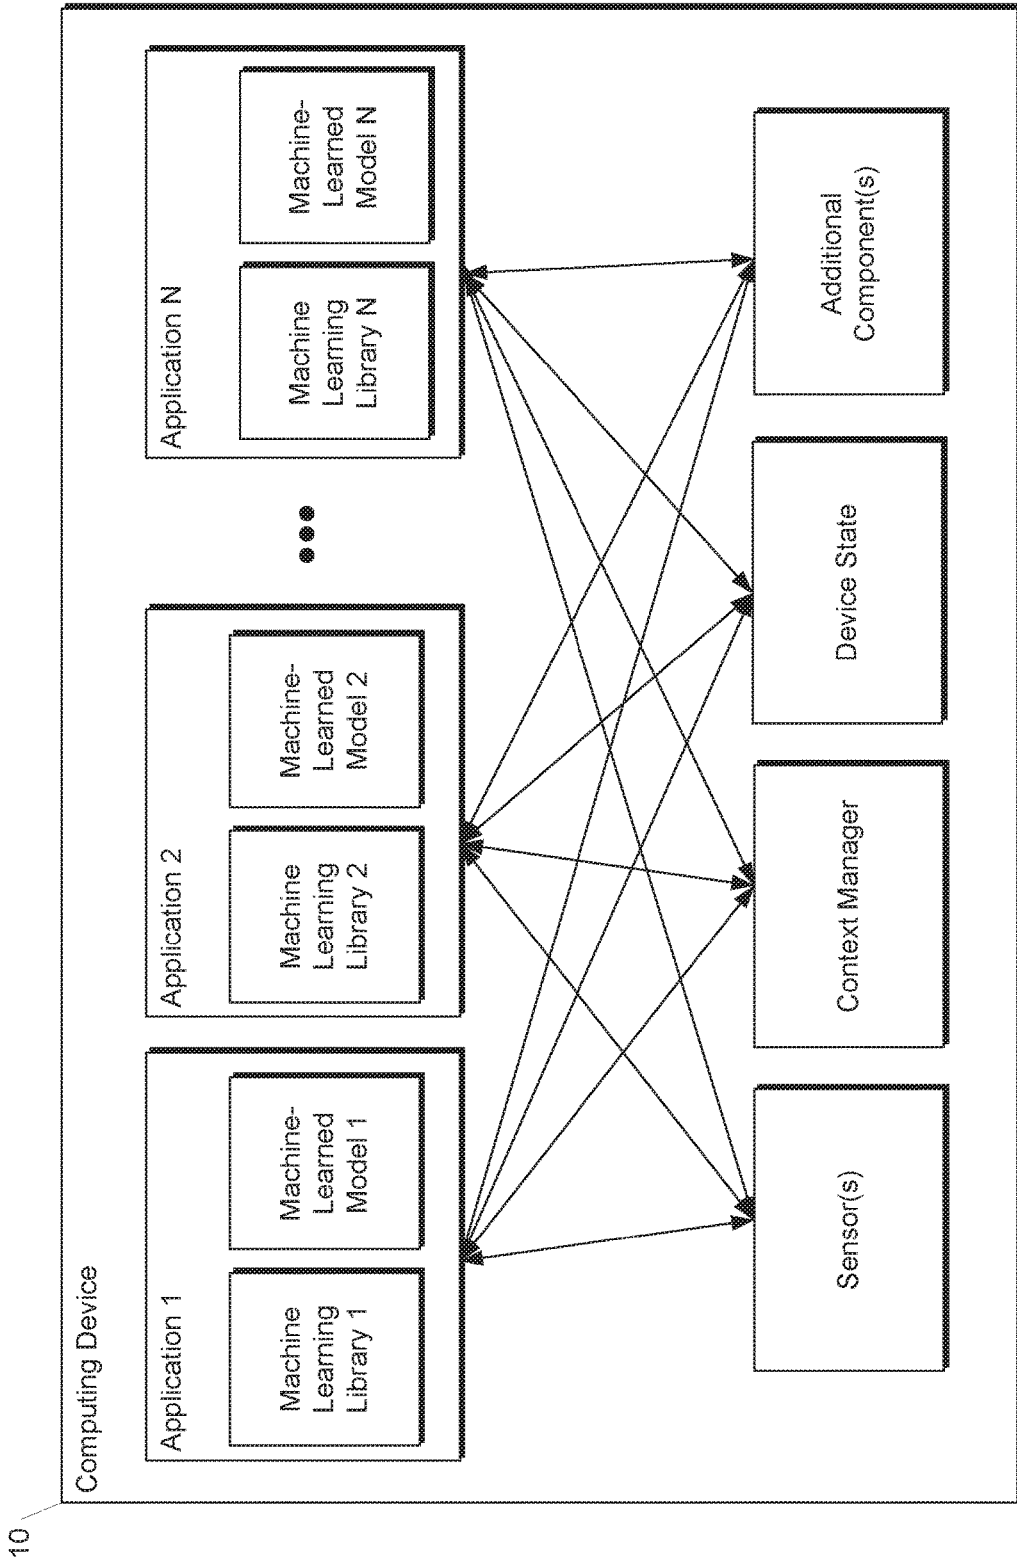 10
Computing Device
Application 1
Machine
Learning
Library 1
Machine-
Learned
Model 1
Application 2
Machine
Learning
Library 2
Machine-
Learned
Model 2
Application N
Machine
Learning
Library N
Machine-
Learned
Model N
Sensor(s)
Context Manager
Device State
Additional
Component(s)